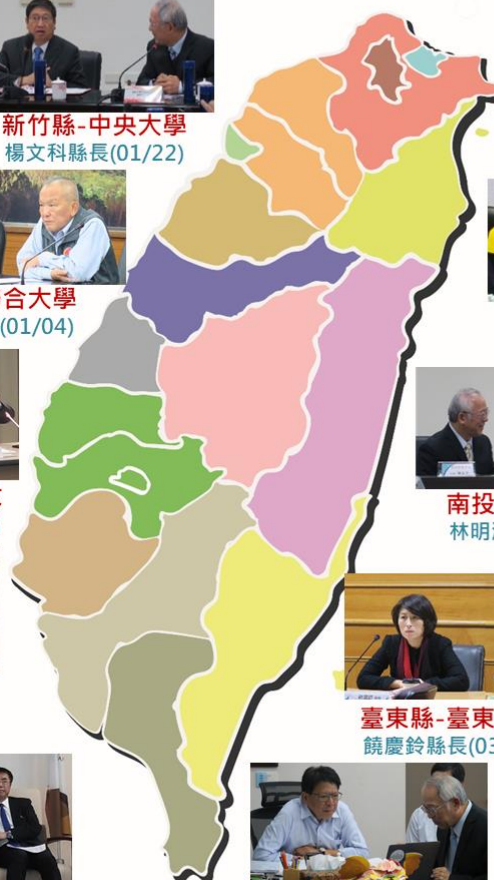 新竹縣-中央大學
楊文科縣長(01/22)
合大學
(01/04)
南投
林明
臺東縣-臺東
饒慶鈴縣長(03